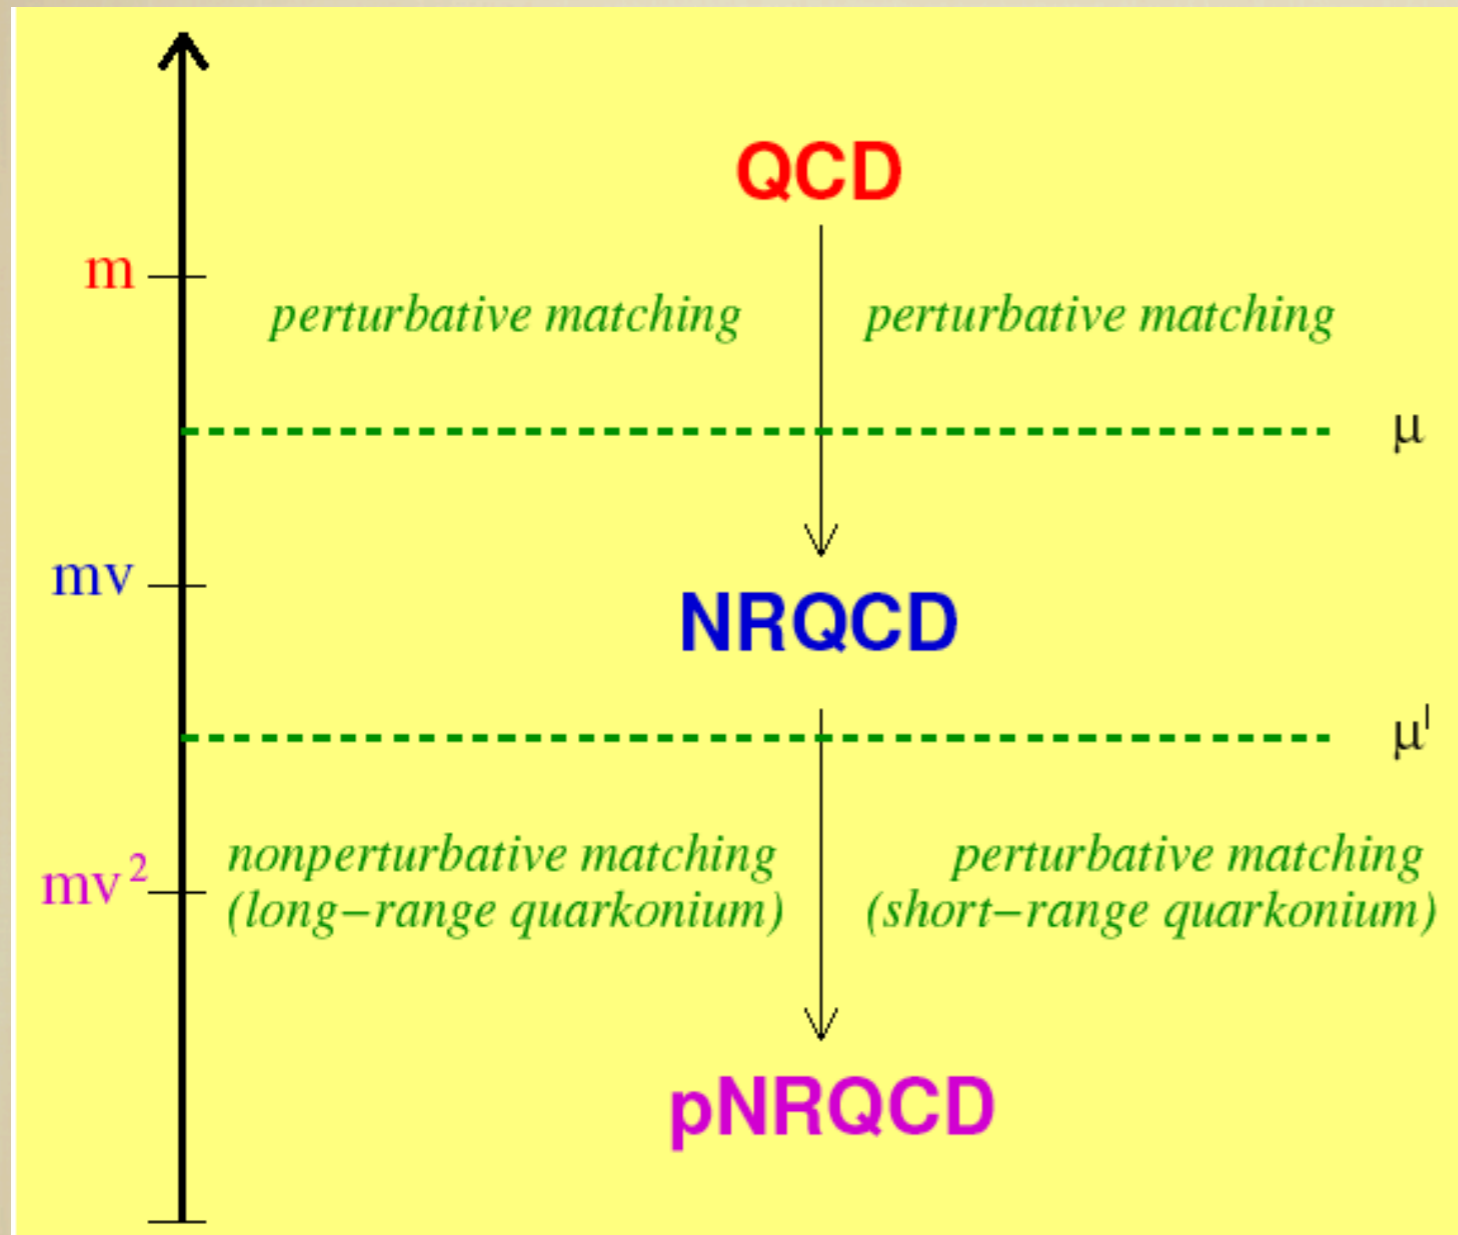 QCD
m
perturbative matching perturbative matching
μ
mv
NRQCD
μ'
nonperturbative matching perturbative matching
mv²
(long–range quarkonium) (short–range quarkonium)
pNRQCD